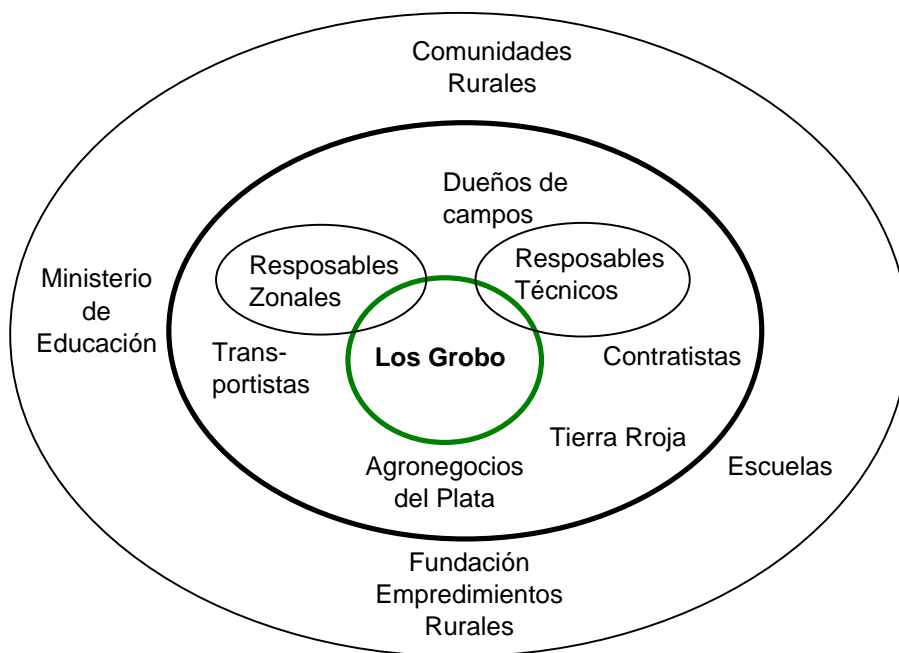 Comunidades
Rurales
Dueños de
campos
Resposables
Zonales
Resposables
Técnicos
Ministerio
de
Educación
Trans-
portistas
Los Grobo
Contratistas
Tierra Rroja
Escuelas
Agronegocios
del Plata
Fundación
Empredimientos
Rurales